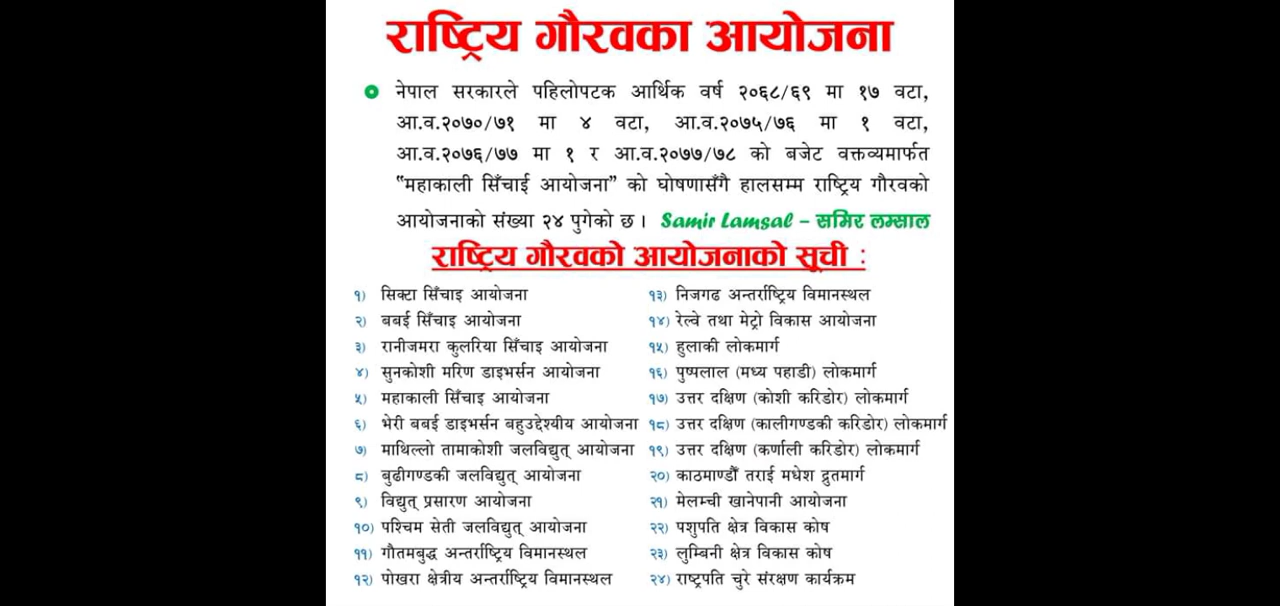 राष्ट्रिय गौरवका आयोजना
नेपाल सरकारले पहिलोपटक आर्थिक वर्ष २०६८/६९ मा १७ वटा,
आ.व.२०७०/७१ मा ४ वटा, आ.व.२०७५/७६ मा १ वटा,
आ.व.२०७६/७७ मा १ र आ.व.२०७७/७८ को बजेट वक्तव्यमार्फत
“महाकाली सिँचाई आयोजना” को घोषणासँगै हालसम्म राष्ट्रिय गौरवको
आयोजनाको संख्या २४ पुगेको छ । Samir Lamsal – समिर लम्साल
राष्ट्रिय गौरवको आयोजनाको सूची :
१) सिक्टा सिँचाइ आयोजना
२) बबई सिँचाइ आयोजना
३) रानीजमरा कुलरिया सिँचाइ आयोजना
४) सुनकोशी मरिण डाइभर्सन आयोजना
५) महाकाली सिँचाइ आयोजना
६) भेरी बबई डाइभर्सन बहुउद्देश्यीय आयोजना
७) माथिल्लो तामाकोशी जलविद्युत् आयोजना
८) बुढीगण्डकी जलविद्युत् आयोजना
९) विद्युत् प्रसारण आयोजना
१०) पश्चिम सेती जलविद्युत् आयोजना
११) गौतमबुद्ध अन्तर्राष्ट्रिय विमानस्थल
१२) पोखरा क्षेत्रीय अन्तर्राष्ट्रिय विमानस्थल
१३) निजगढ अन्तर्राष्ट्रिय विमानस्थल
१४) रेल्वे तथा मेट्रो विकास आयोजना
१५) हुलाकी लोकमार्ग
१६) पुष्पलाल (मध्य पहाडी) लोकमार्ग
१७) उत्तर दक्षिण (कोशी करिडोर) लोकमार्ग
१८) उत्तर दक्षिण (कालीगण्डकी करिडोर) लोकमार्ग
१९) उत्तर दक्षिण (कर्णाली करिडोर) लोकमार्ग
२०) काठमाण्डौँ तराई मधेश द्रुतमार्ग
२१) मेलम्ची खानेपानी आयोजना
२२) पशुपति क्षेत्र विकास कोष
२३) लुम्बिनी क्षेत्र विकास कोष
२४) राष्ट्रपति चुरे संरक्षण कार्यक्रम